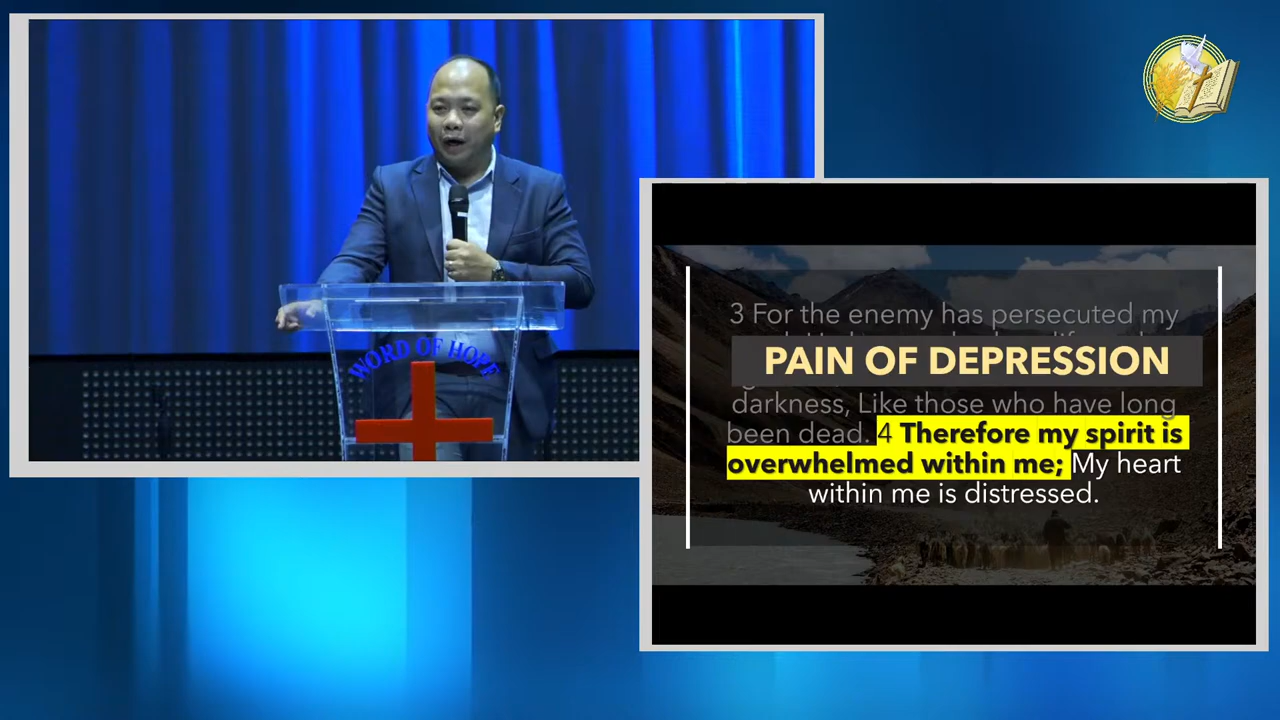 WORD OF HOPE
3 For the enemy has persecuted my
PAIN OF DEPRESSION
darkness, Like those who have long
been dead. 4 Therefore my spirit is
overwhelmed within me; My heart
within me is distressed.